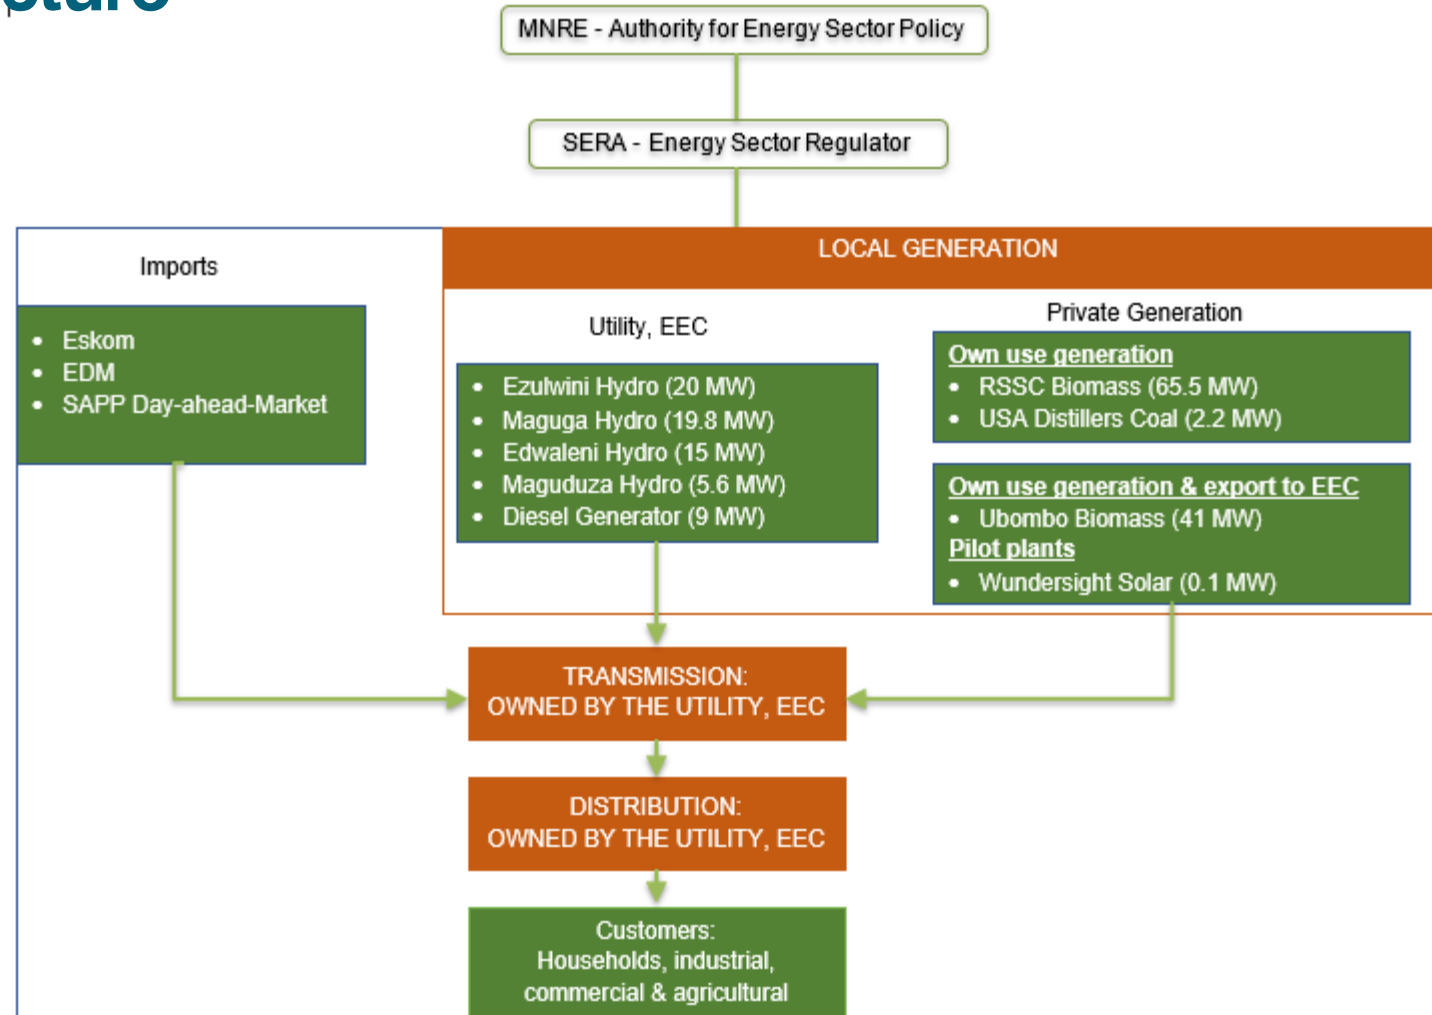 MNRE - Authority for Energy Sector Policy
SERA - Energy Sector Regulator
Imports
• Eskom
• EDM
• SAPP Day-ahead-Market
LOCAL GENERATION
Utility, EEC
• Ezulwini Hydro (20 MW)
• Maguga Hydro (19.8 MW)
• Edwaleni Hydro (15 MW)
• Maguduza Hydro (5.6 MW)
• Diesel Generator (9 MW)
Private Generation
Own use generation
• RSSC Biomass (65.5 MW)
• USA Distillers Coal (2.2 MW)
Own use generation & export to EEC
• Ubombo Biomass (41 MW)
Pilot plants
• Wundersight Solar (0.1 MW)
TRANSMISSION:
OWNED BY THE UTILITY, EEC
DISTRIBUTION:
OWNED BY THE UTILITY, EEC
Customers:
Households, industrial,
commercial & agricultural